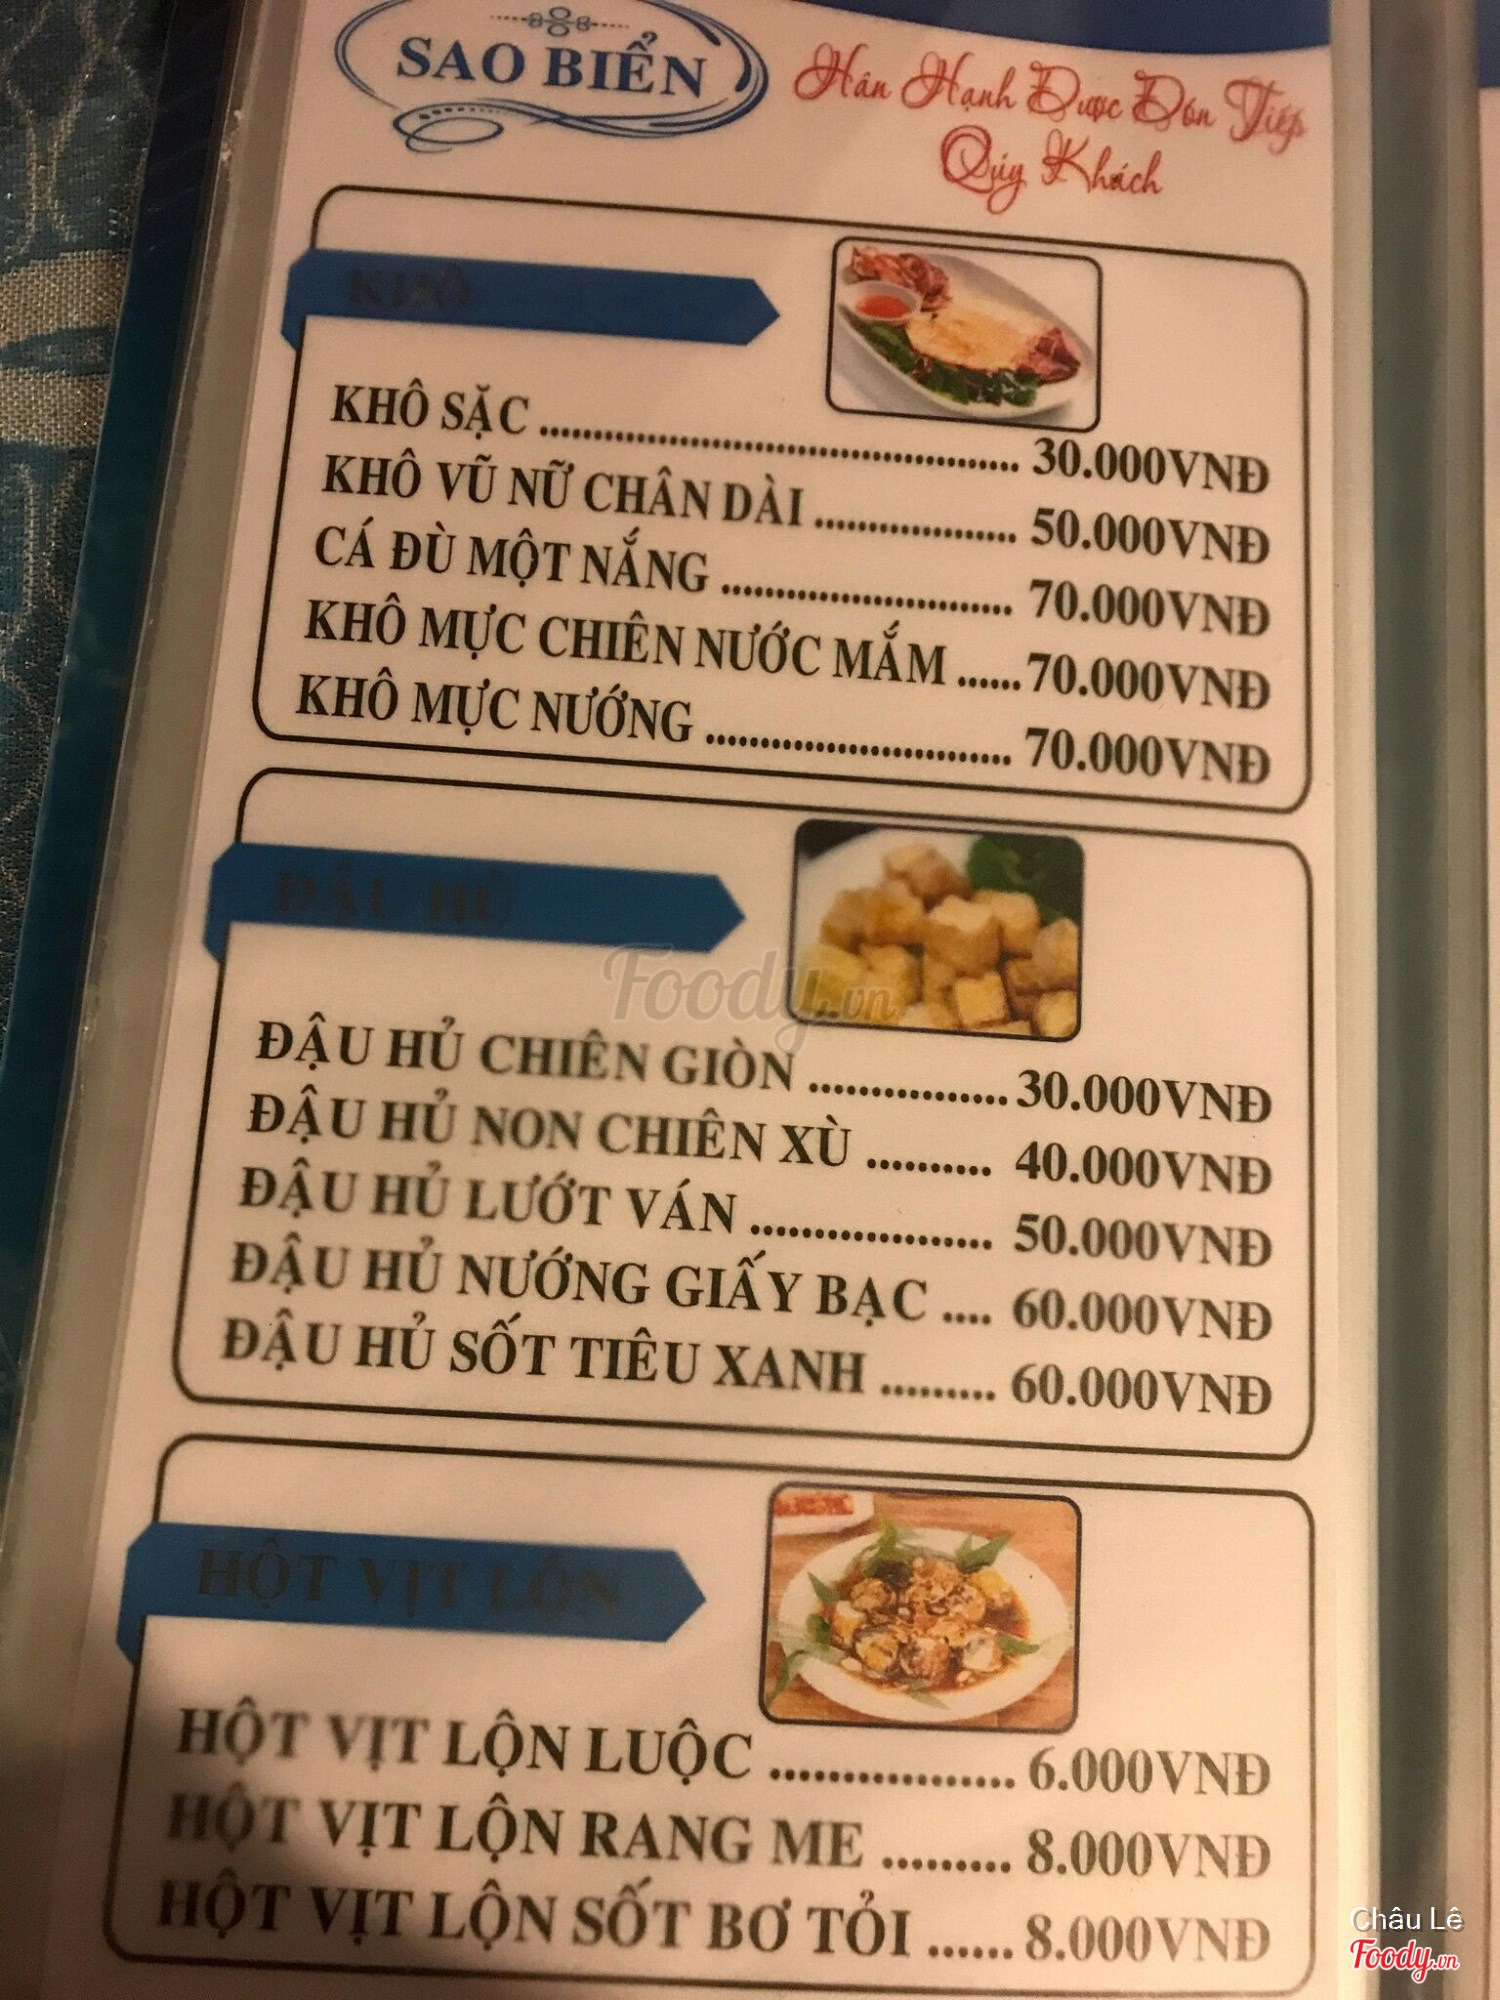 SAO BIỂN
Hân Hạnh Được Đón Tiếp
Qúy Khách
KHÔ
KHÔ SẶC ............................................ 30.000VNĐ
KHÔ VŨ NỮ CHÂN DÀI ................... 50.000VNĐ
CÁ ĐÙ MỘT NẮNG ........................... 70.000VNĐ
KHÔ MỰC CHIÊN NƯỚC MẮM ...... 70.000VNĐ
KHÔ MỰC NƯỚNG ............................ 70.000VNĐ
ĐẬU HỦ
ĐẬU HỦ CHIÊN GIÒN ................ 30.000VNĐ
ĐẬU HỦ NON CHIÊN XÙ .......... 40.000VNĐ
ĐẬU HỦ LƯỚT VÁN ................... 50.000VNĐ
ĐẬU HỦ NƯỚNG GIẤY BẠC .... 60.000VNĐ
ĐẬU HỦ SỐT TIÊU XANH ......... 60.000VNĐ
HỘT VỊT LỘN
HỘT VỊT LỘN LUỘC ................. 6.000VNĐ
HỘT VỊT LỘN RANG ME ......... 8.000VNĐ
HỘT VỊT LỘN SỐT BƠ TỎI ...... 8.000VNĐ
Foody.vn
Châu Lê
Foody.vn